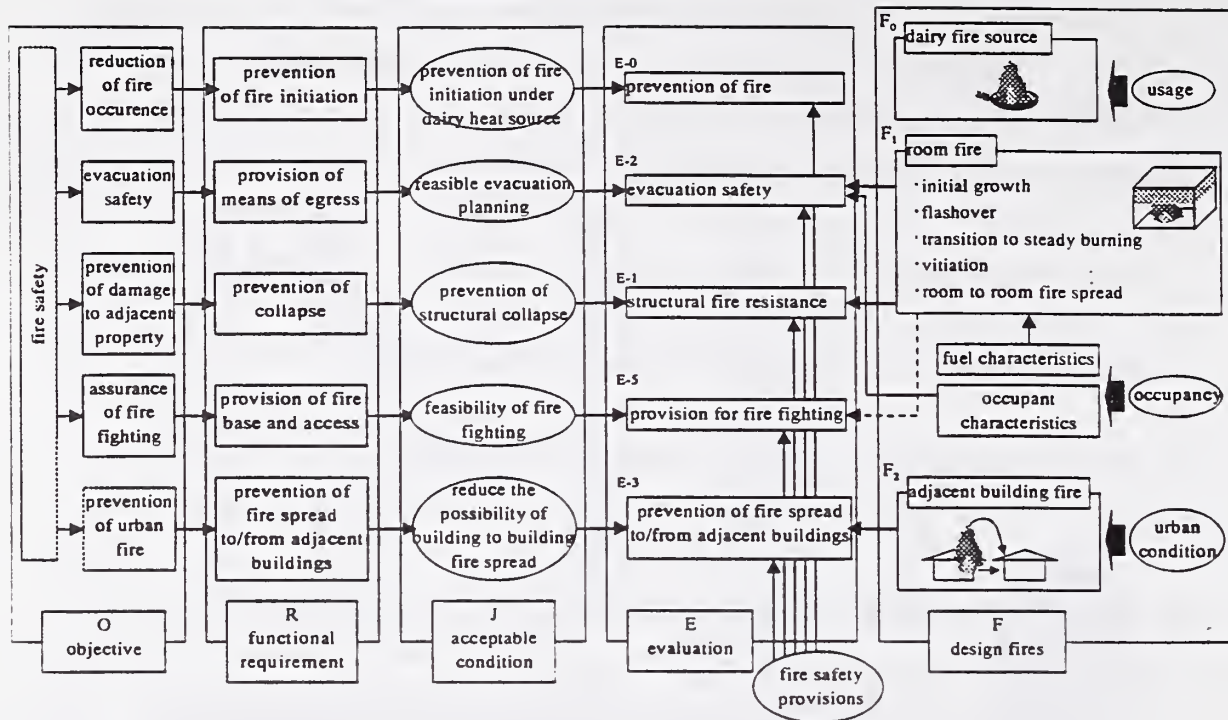 fire safety
reduction
of fire
occurence
evacuation
safety
prevention
of damage
to adjacent
property
assurance
of fire
fighting
prevention
of urban
fire
O
objective
prevention
of fire initiation
provision of
means of egress
prevention of
collapse
provision of fire
base and access
prevention of
fire spread
to/from adjacent
buildings
R
functional
requirement
prevention of fire
initiation under
dairy heat source
feasible evacuation
planning
prevention of
structural collapse
feasibility of fire
fighting
reduce the
possibility of
building to building
fire spread
J
acceptable
condition
E-0
prevention of fire
E-2
evacuation safety
E-1
structural fire resistance
E-5
provision for fire fighting
E-3
prevention of fire spread
to/from adjacent buildings
E
evaluation
fire safety
provisions
F0
dairy fire source
usage
F1
room fire
·initial growth
·flashover
·transition to steady burning
·vitiation
·room to room fire spread
fuel characteristics
occupant
characteristics
occupancy
F2
adjacent building fire
urban
condition
F
design fires